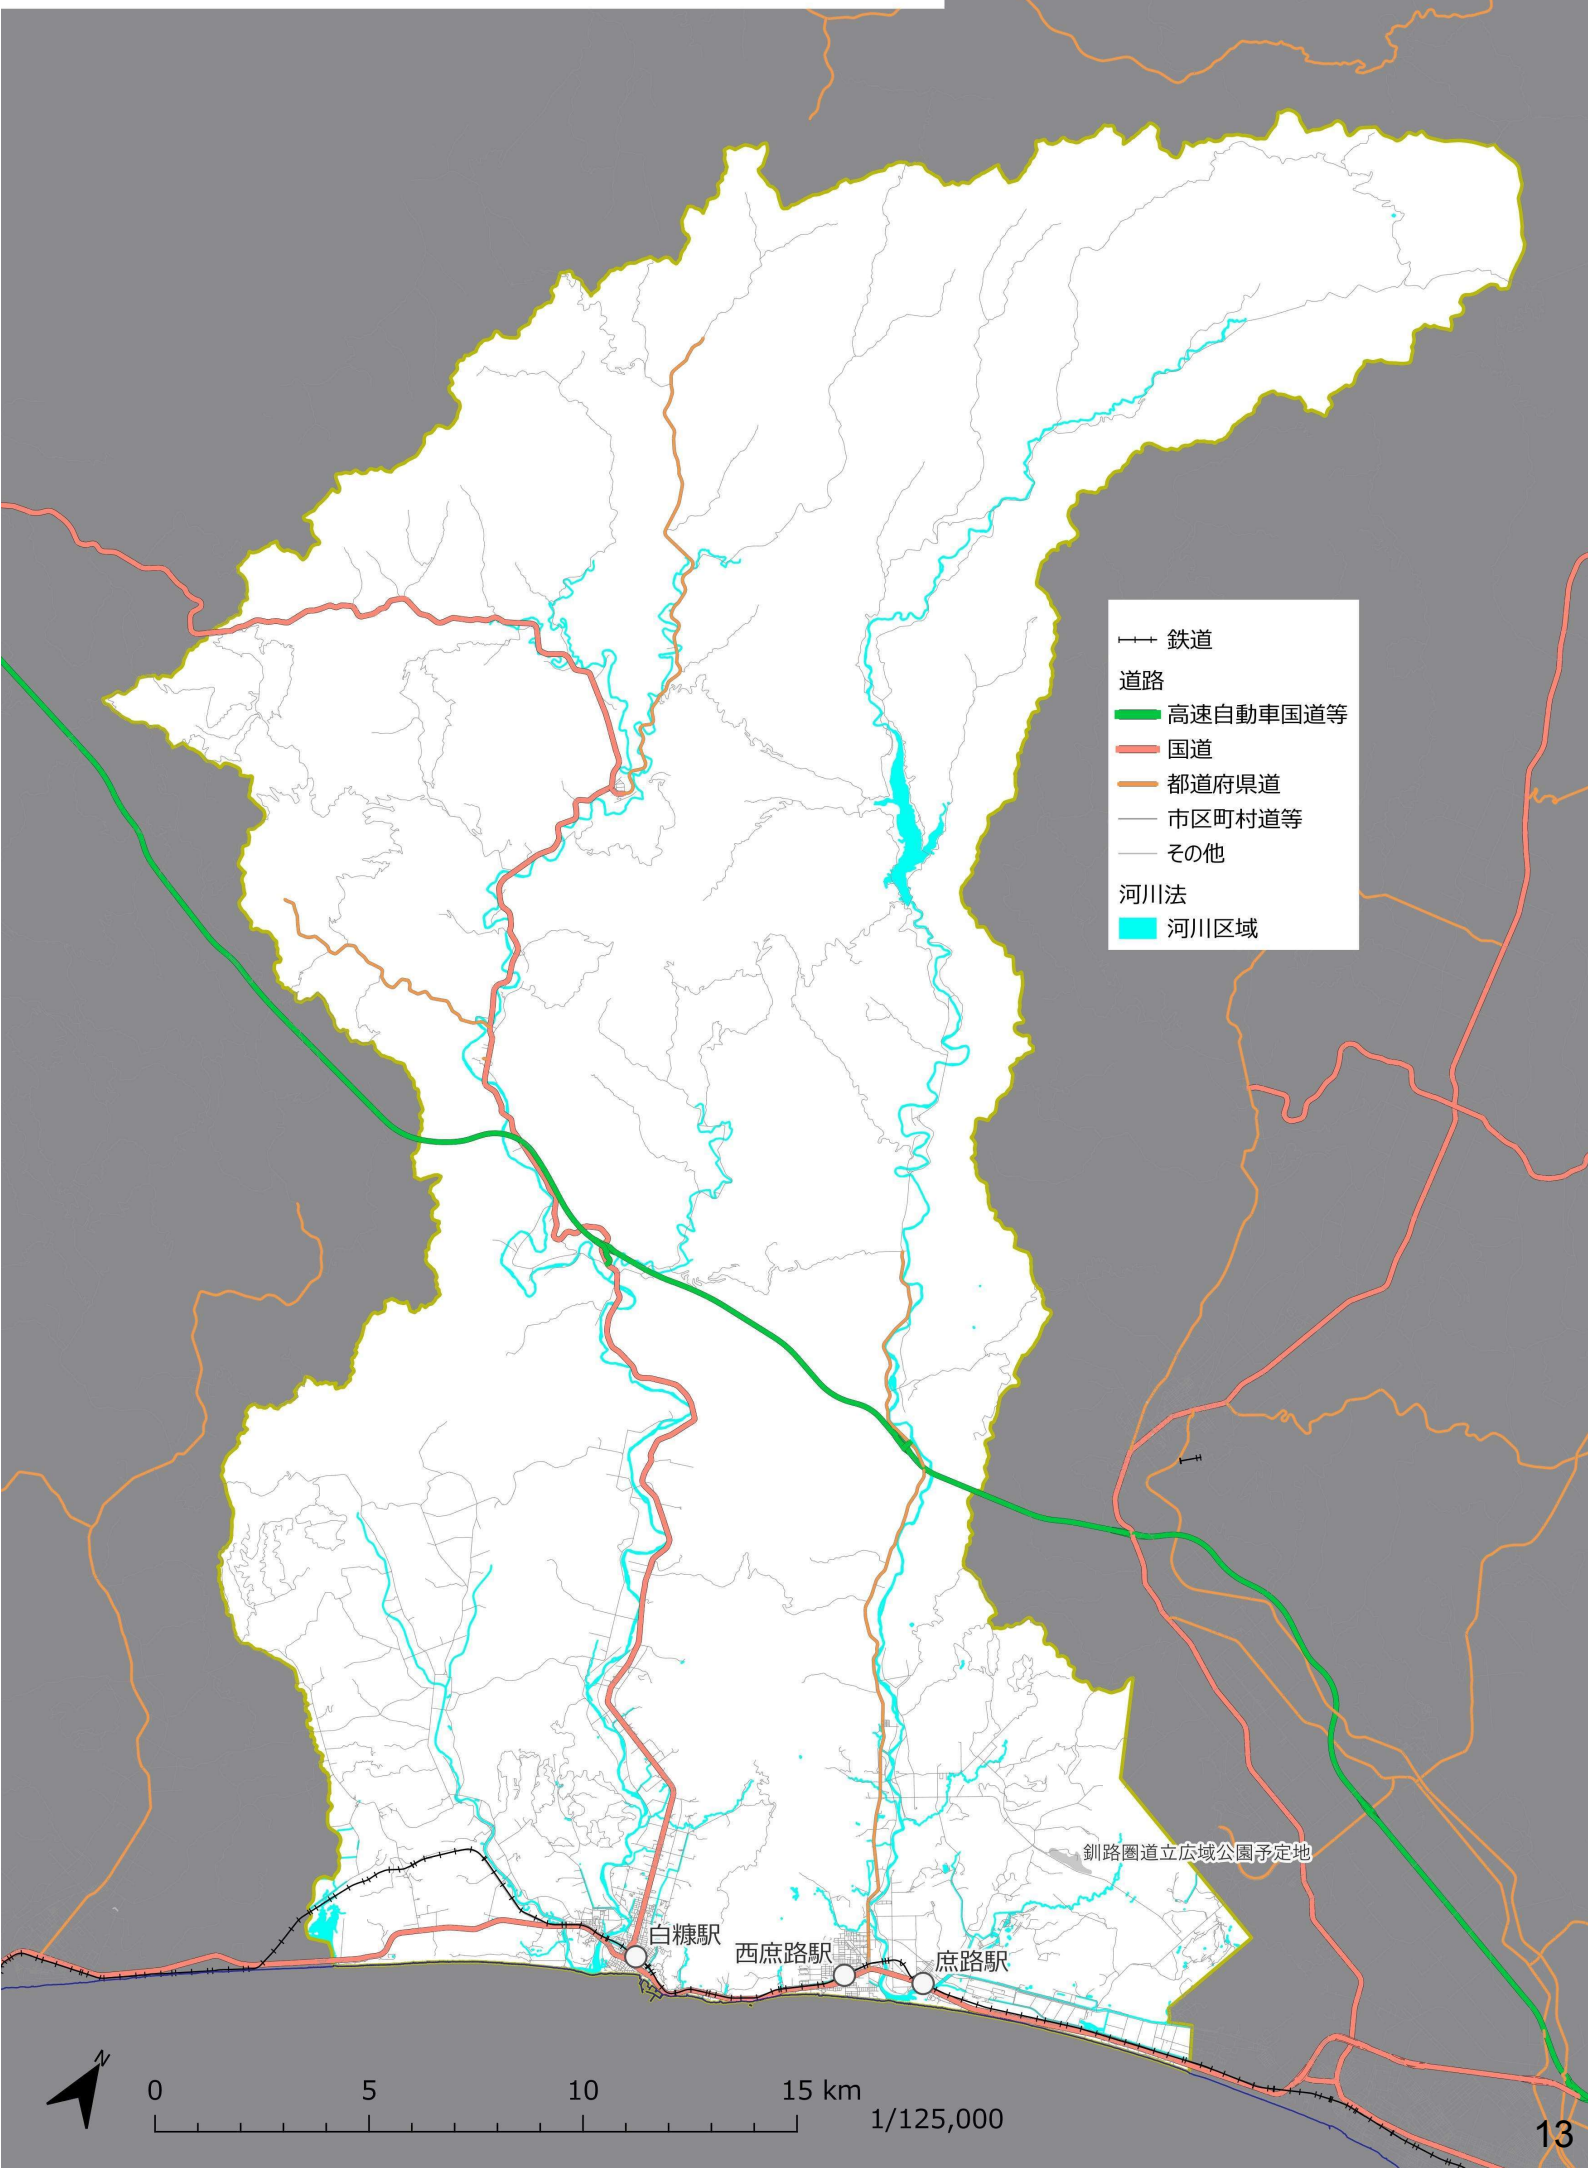 鉄道
道路
高速自動車国道等
国道
都道府県道
市区町村道等
その他
河川法
河川区域
釧路圏道立広域公園予定地
白糠駅
西庶路駅
庶路駅
N
0 5 10 15 km
1/125,000
13